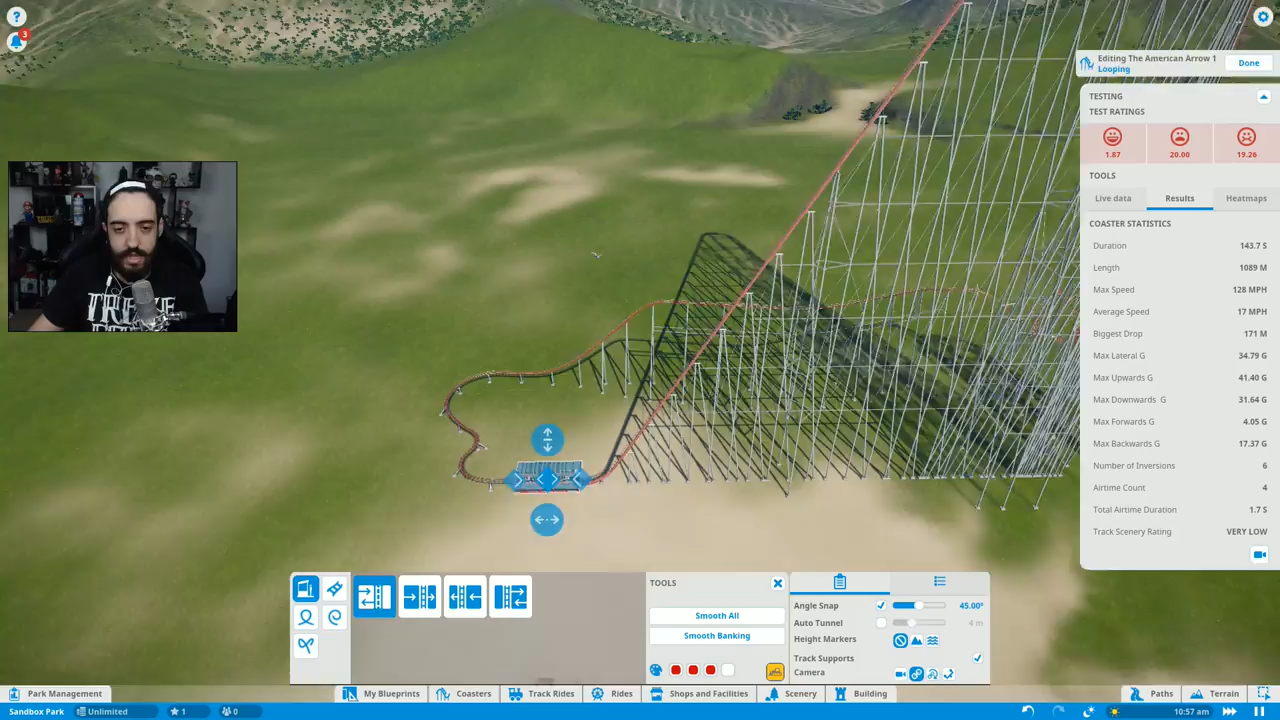 ?
3
Editing The American Arrow 1
Looping
Done
TESTING
TEST RATINGS
1.87
20.00
19.26
TOOLS
Live data
Results
Heatmaps
COASTER STATISTICS
Duration 143.7 S
Length 1089 M
Max Speed 128 MPH
Average Speed 17 MPH
Biggest Drop 171 M
Max Lateral G 34.79 G
Max Upwards G 41.40 G
Max Downwards G 31.64 G
Max Forwards G 4.05 G
Max Backwards G 17.37 G
Number of Inversions 6
Airtime Count 4
Total Airtime Duration 1.7 S
Track Scenery Rating VERY LOW
TOOLS
Smooth All
Smooth Banking
Angle Snap 45.00°
Auto Tunnel 4 m
Height Markers
Track Supports
Camera
Park Management
My Blueprints
Coasters
Track Rides
Rides
Shops and Facilities
Scenery
Building
Paths
Terrain
Sandbox Park
Unlimited
1
0
10:57 am